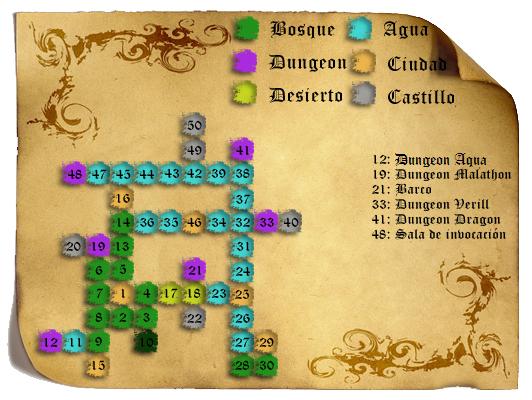 Bosque Agua
Dungeon Ciudad
Desierto Castillo
50
49 41
48 47 45 44 43 42 39 38
16 37
14 36 35 46 34 32 33 40
20 19 13 31
6 5 21 24
7 1 4 17 18 23 25
8 2 3 22 26
12 11 9 10 27 29
15 28 30
12: Dungeon Aqua
19: Dungeon Malathon
21: Barco
33: Dungeon Verill
41: Dungeon Dragon
48: Sala de invocación